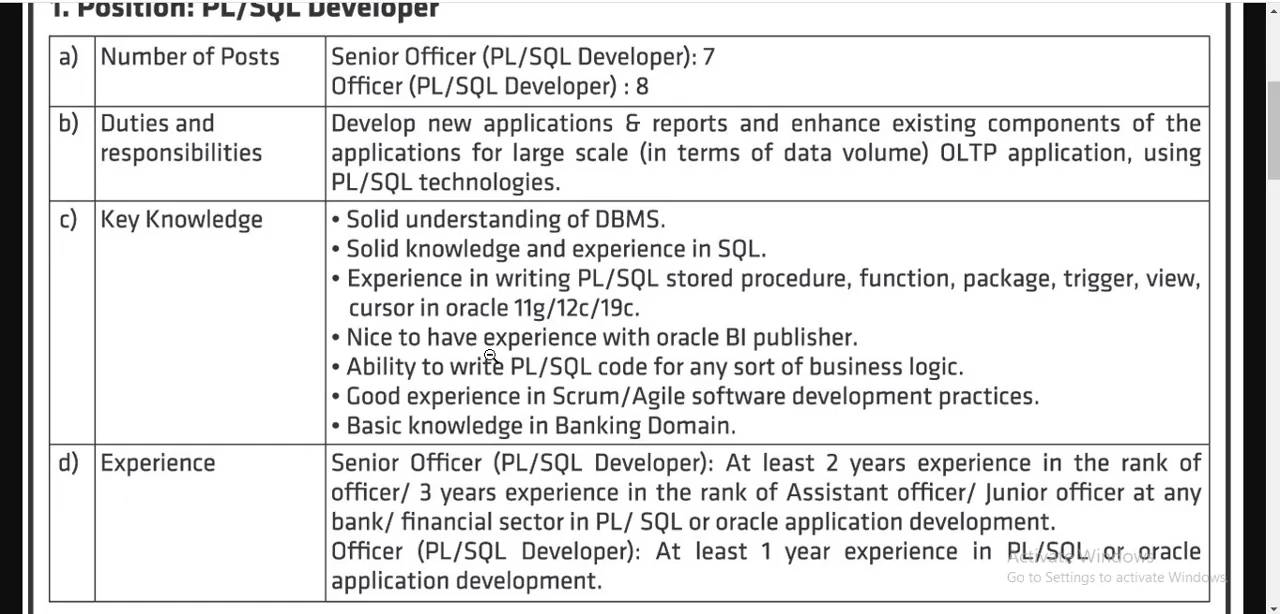 1. Position: PL/SQL Developer
a) Number of Posts Senior Officer (PL/SQL Developer): 7
Officer (PL/SQL Developer) : 8
b) Duties and Develop new applications & reports and enhance existing components of the
responsibilities applications for large scale (in terms of data volume) OLTP application, using
PL/SQL technologies.
c) Key Knowledge • Solid understanding of DBMS.
• Solid knowledge and experience in SQL.
• Experience in writing PL/SQL stored procedure, function, package, trigger, view,
cursor in oracle 11g/12c/19c.
• Nice to have experience with oracle BI publisher.
• Ability to write PL/SQL code for any sort of business logic.
• Good experience in Scrum/Agile software development practices.
• Basic knowledge in Banking Domain.
d) Experience Senior Officer (PL/SQL Developer): At least 2 years experience in the rank of
officer/ 3 years experience in the rank of Assistant officer/ Junior officer at any
bank/ financial sector in PL/ SQL or oracle application development.
Officer (PL/SQL Developer): At least 1 year experience in PL/SQL or oracle
application development.
Activate Windows
Go to Settings to activate Windows.